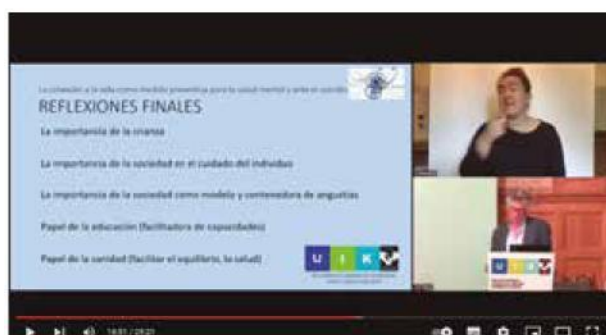 La conexión a la vida como medida preventiva para la salud mental y ante el suicidio
REFLEXIONES FINALES
La importancia de la crianza
La importancia de la sociedad en el cuidado del individuo
La importancia de la sociedad como modelo y contenedora de angustias
Papel de la educación (facilitadora de capacidades)
Papel de la sanidad (facilitar el equilibrio, la salud)
U I K
U I K